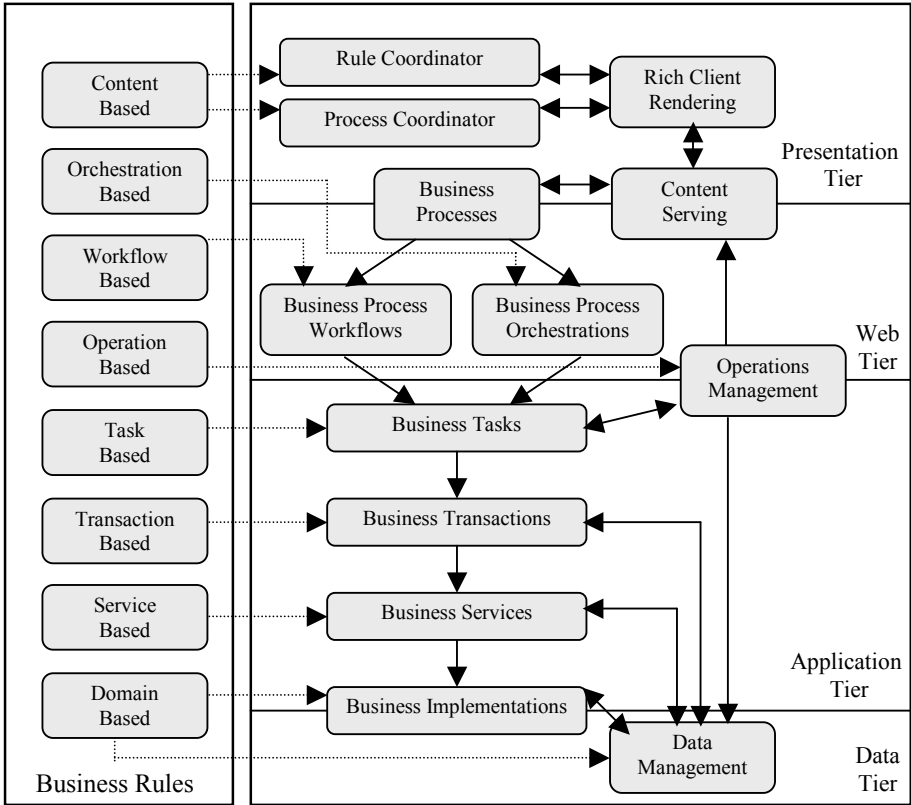 Content
Based
Orchestration
Based
Workflow
Based
Operation
Based
Task
Based
Transaction
Based
Service
Based
Domain
Based
Business Rules
Rule Coordinator
Process Coordinator
Rich Client
Rendering
Presentation
Tier
Business
Processes
Content
Serving
Business Process
Workflows
Business Process
Orchestrations
Web
Tier
Operations
Management
Business Tasks
Business Transactions
Business Services
Application
Tier
Business Implementations
Data
Management
Data
Tier